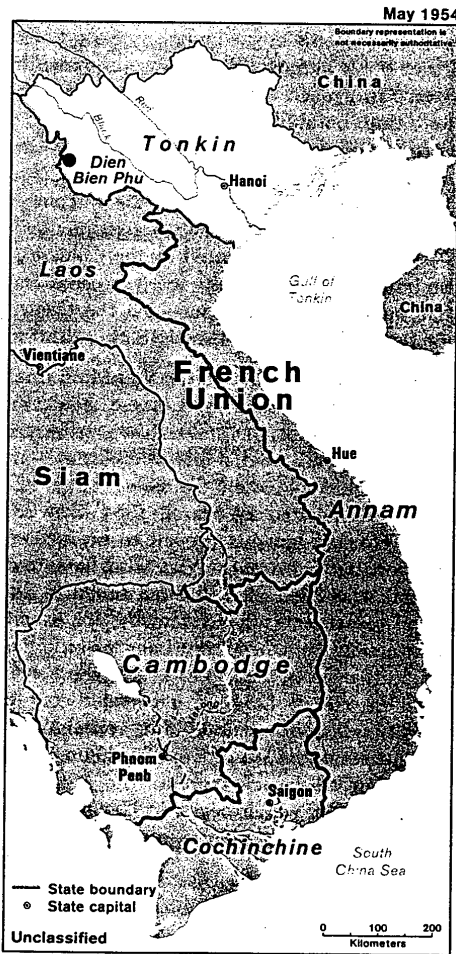 May 1954
Boundary representation is
not necessarily authoritative.
China
Red
Black
Tonkin
Dien
Bien Phu
Hanoi
Laos
Gulf of
Tonkin
China
Vientiane
French
Union
Hue
Siam
Annam
Cambodge
Phnom
Penh
Saigon
Cochinchine
South
China Sea
State boundary
State capital
0 100 200
Kilometers
Unclassified